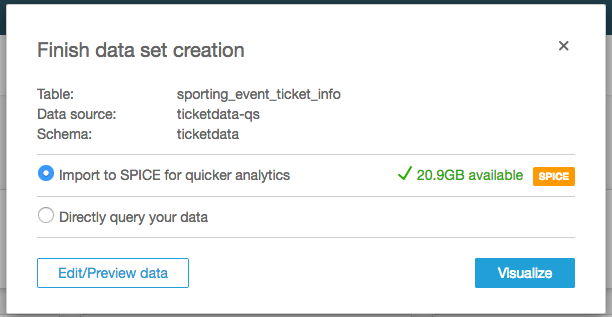 Finish data set creation
Table: sporting_event_ticket_info
Data source: ticketdata-qs
Schema: ticketdata
Import to SPICE for quicker analytics 20.9GB available SPICE
Directly query your data
Edit/Preview data Visualize